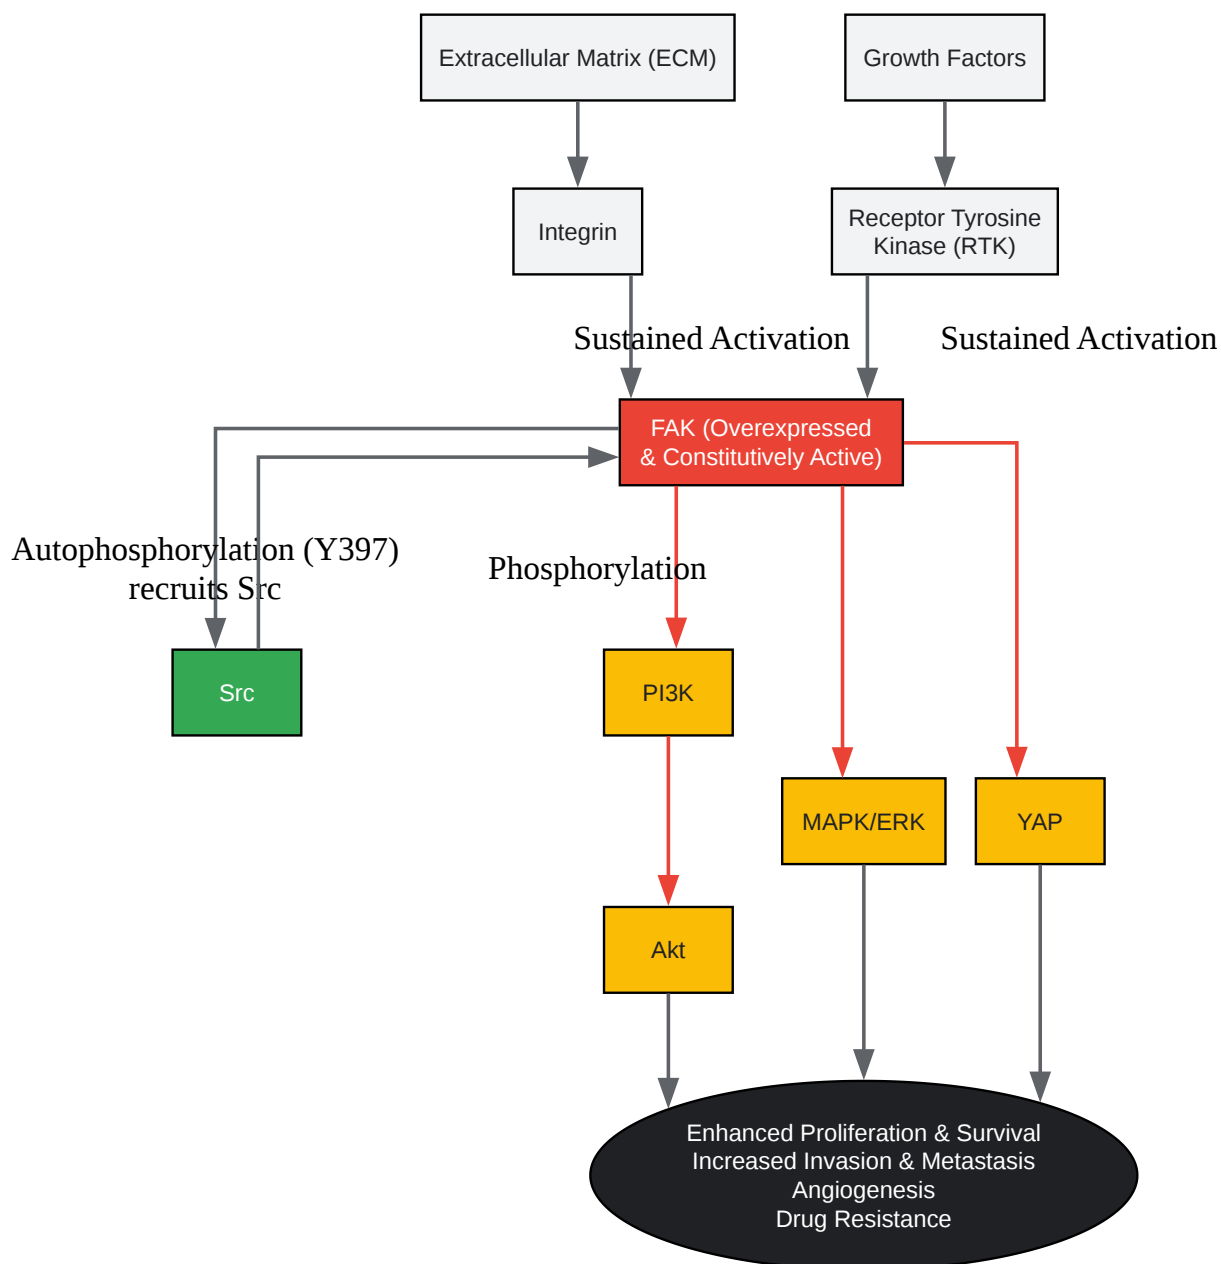 Extracellular Matrix (ECM)
Growth Factors
Integrin
Receptor Tyrosine
Kinase (RTK)
Sustained Activation
Sustained Activation
FAK (Overexpressed
& Constitutively Active)
Autophosphorylation (Y397)
recruits Src
Phosphorylation
Src
PI3K
MAPK/ERK
YAP
Akt
Enhanced Proliferation & Survival
Increased Invasion & Metastasis
Angiogenesis
Drug Resistance